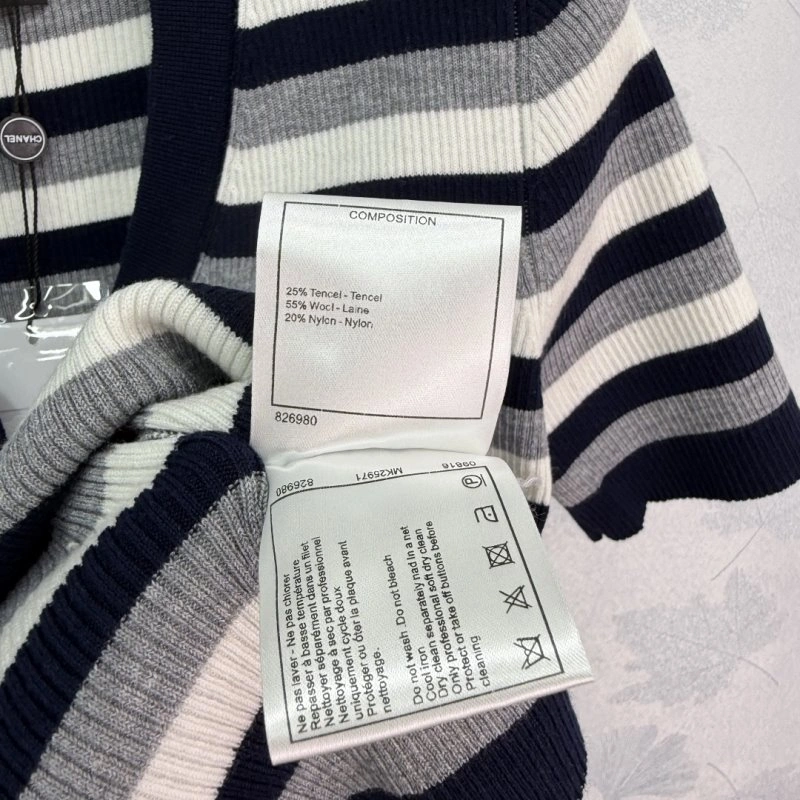 CHANEL
COMPOSITION
25% Tencel - Tencel
55% Wool - Laine
20% Nylon - Nylon
826980
826980 MK25971 09816
Ne pas laver - Ne pas chlorer
Repasser à basse température
Nettoyer séparément dans un filet
Nettoyage à sec par professionnel
uniquement cycle doux
Protéger ou ôter la plaque avant
nettoyage.
Do not wash .Do not bleach
Cool iron
Dry clean separately nad in a net
Only professional soft dry clean
Protect or take off buttons before
cleaning
P